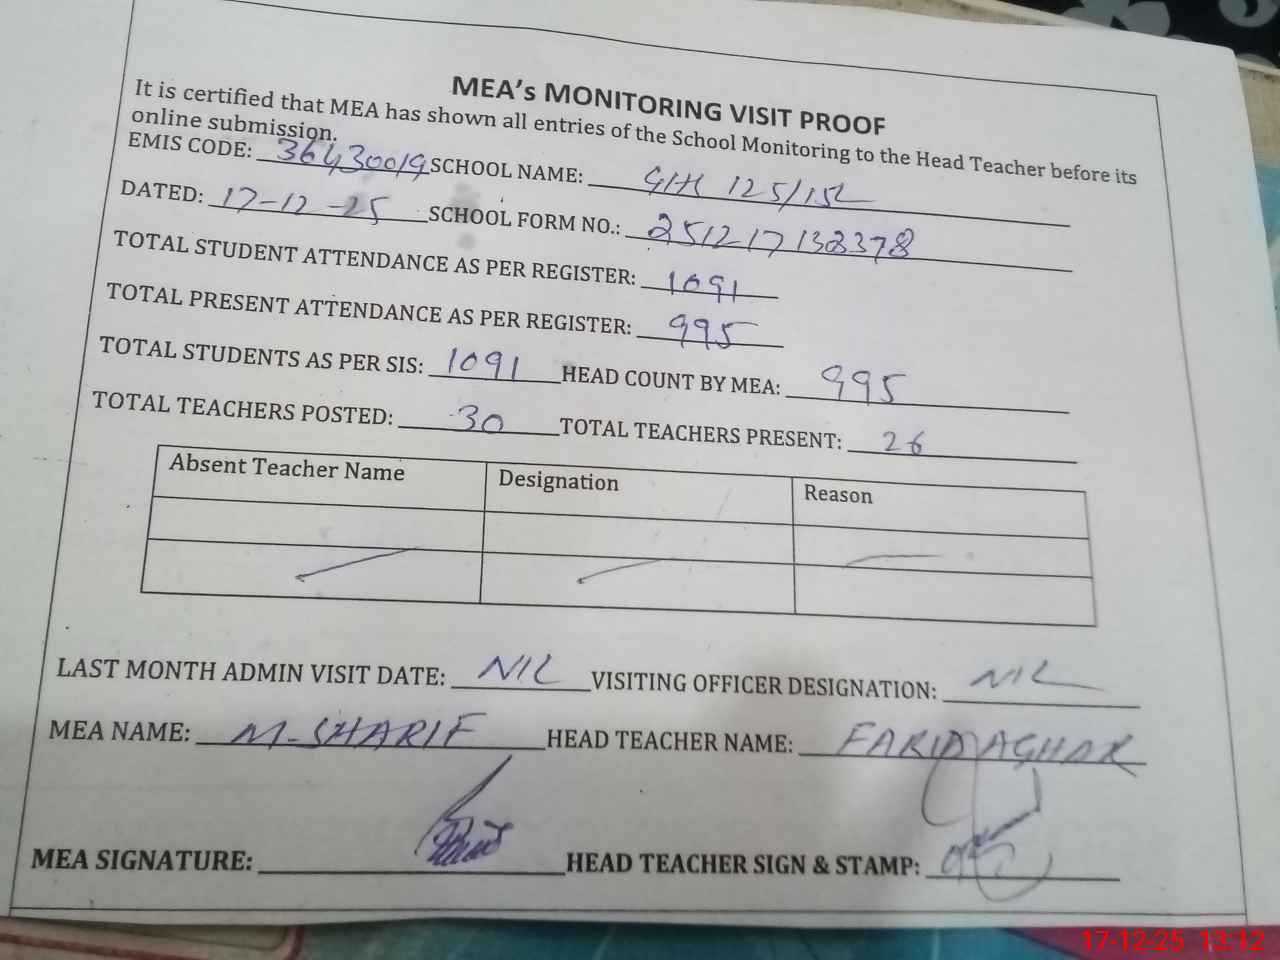 MEA's MONITORING VISIT PROOF
It is certified that MEA has shown all entries of the School Monitoring to the Head Teacher before its
online submission.
EMIS CODE: 36430019 SCHOOL NAME: GHS 125/15L
DATED: 17-12-25 SCHOOL FORM NO.: 251217138378
TOTAL STUDENT ATTENDANCE AS PER REGISTER: 1091
TOTAL PRESENT ATTENDANCE AS PER REGISTER: 995
TOTAL STUDENTS AS PER SIS: 1091 HEAD COUNT BY MEA: 995
TOTAL TEACHERS POSTED: 30 TOTAL TEACHERS PRESENT: 26
Absent Teacher Name Designation Reason
LAST MONTH ADMIN VISIT DATE: NIL VISITING OFFICER DESIGNATION: NIL
MEA NAME: M-SHARIF HEAD TEACHER NAME: FARID
MEA SIGNATURE: HEAD TEACHER SIGN & STAMP:
17-12-25 13:12